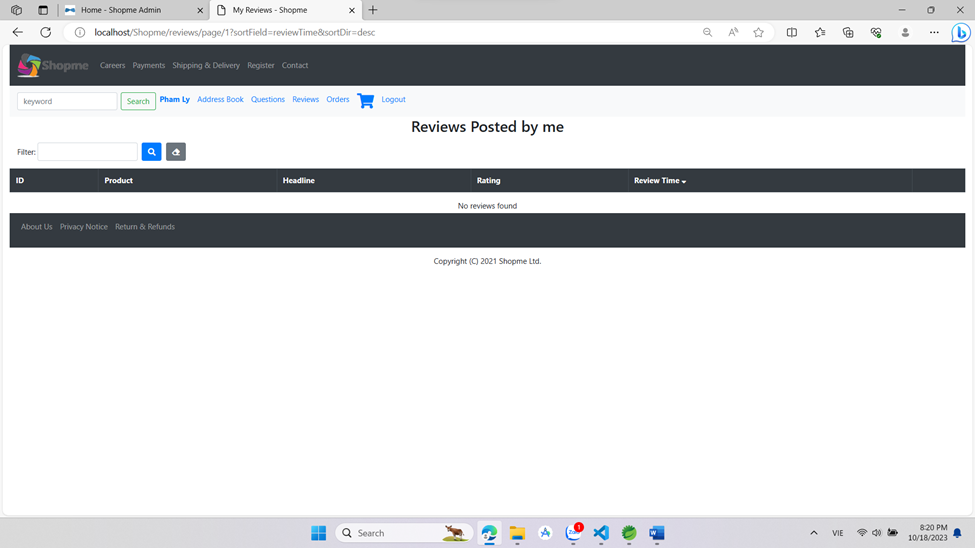 Home - Shopme Admin
My Reviews - Shopme
localhost/Shopme/reviews/page/1?sortField=reviewTime&sortDir=desc
Shopme Careers Payments Shipping & Delivery Register Contact
keyword Search Pham Ly Address Book Questions Reviews Orders Logout
Reviews Posted by me
Filter:
ID Product Headline Rating Review Time
No reviews found
About Us Privacy Notice Return & Refunds
Copyright (C) 2021 Shopme Ltd.
Search 1 VIE 8:20 PM
10/18/2023